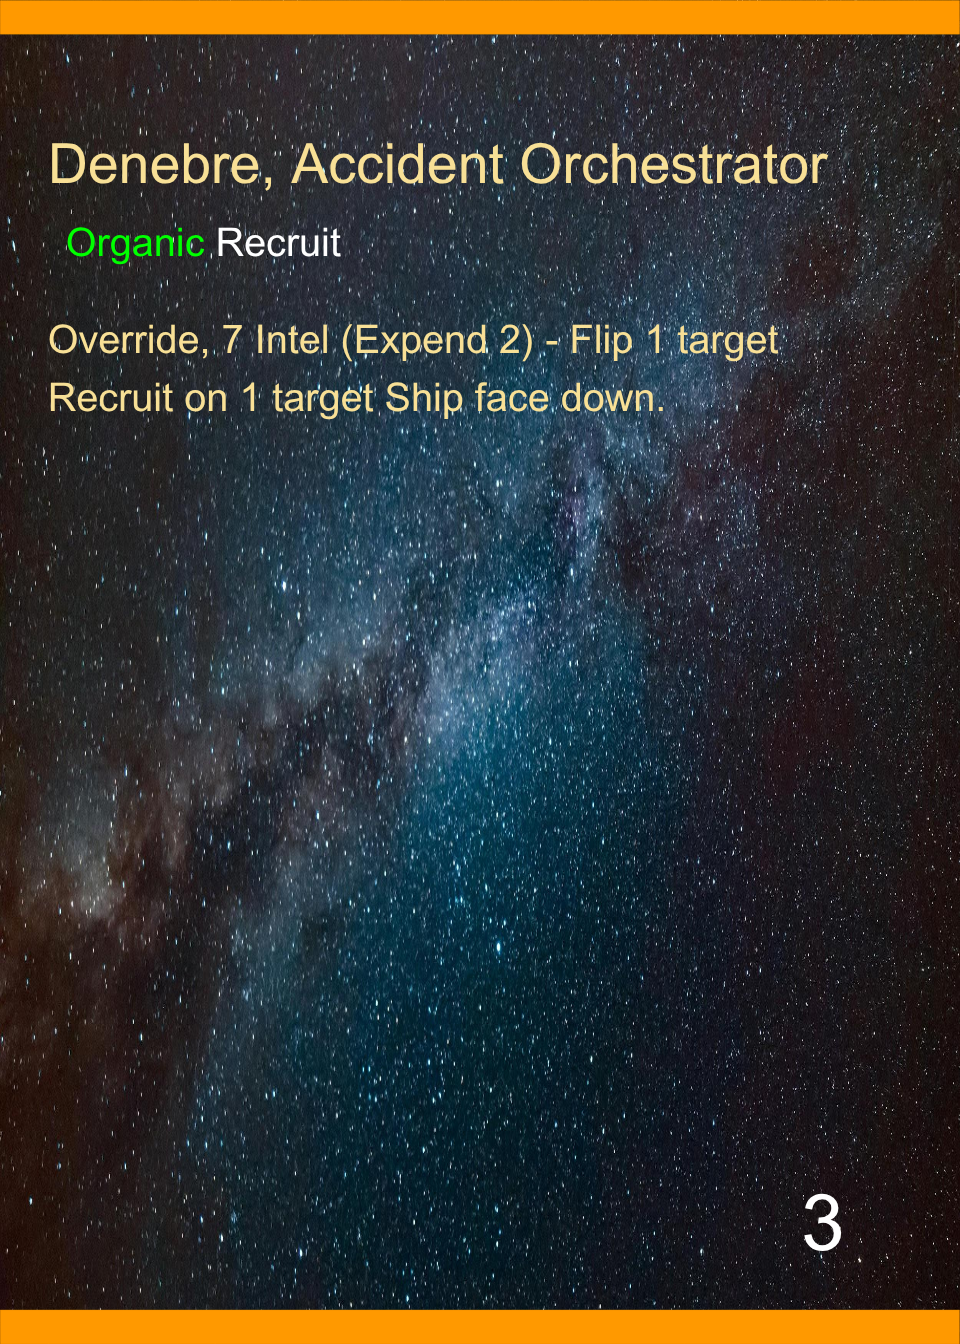 Denebre, Accident Orchestrator
Organic Recruit
Override, 7 Intel (Expend 2) - Flip 1 target
Recruit on 1 target Ship face down.
3